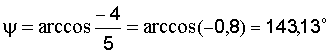 ψ = arccos -4/5 = arccos(-0,8) = 143,13°